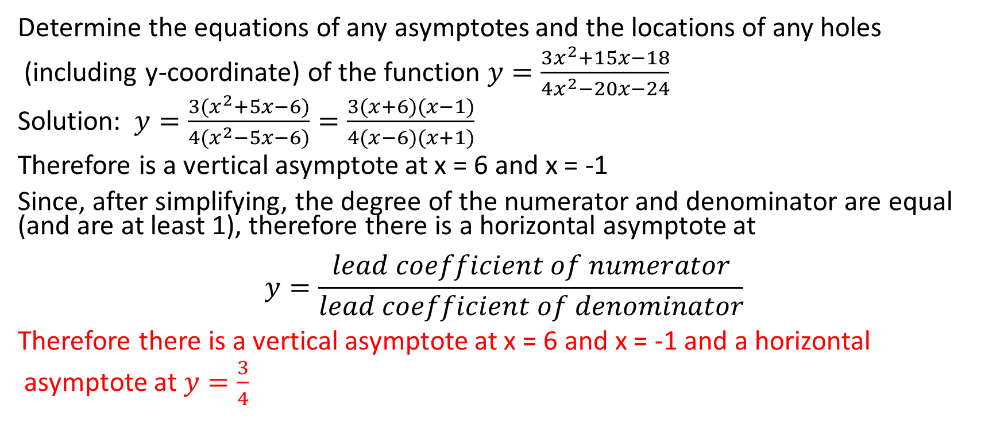 Determine the equations of any asymptotes and the locations of any holes
(including y-coordinate) of the function y = \frac{3x^2+15x-18}{4x^2-20x-24}
Solution: y = \frac{3(x^2+5x-6)}{4(x^2-5x-6)} = \frac{3(x+6)(x-1)}{4(x-6)(x+1)}
Therefore is a vertical asymptote at x = 6 and x = -1
Since, after simplifying, the degree of the numerator and denominator are equal
(and are at least 1), therefore there is a horizontal asymptote at
y = \frac{lead coefficient of numerator}{lead coefficient of denominator}
Therefore there is a vertical asymptote at x = 6 and x = -1 and a horizontal
asymptote at y = \frac{3}{4}